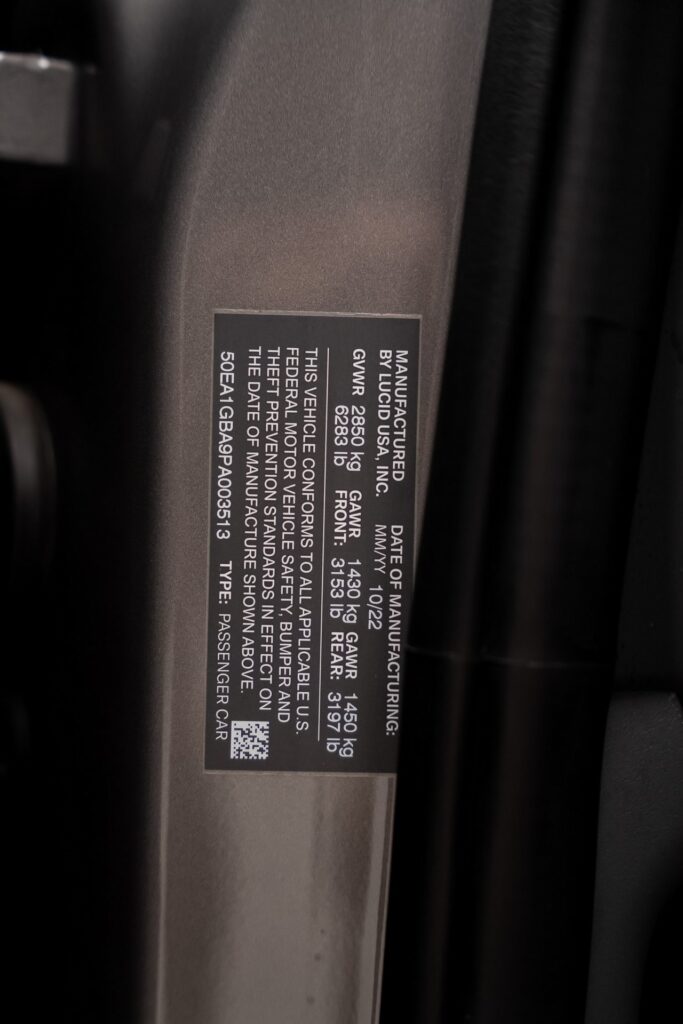 MANUFACTURED DATE OF MANUFACTURING:
BY LUCID USA, INC. MM/YY 10/22
GVWR 2850 kg GAWR 1430 kg GAWR 1450 kg
6283 lb FRONT: 3153 lb REAR: 3197 lb
THIS VEHICLE CONFORMS TO ALL APPLICABLE U.S.
FEDERAL MOTOR VEHICLE SAFETY, BUMPER AND
THEFT PREVENTION STANDARDS IN EFFECT ON
THE DATE OF MANUFACTURE SHOWN ABOVE.
50EA1GBA9PA003513 TYPE: PASSENGER CAR